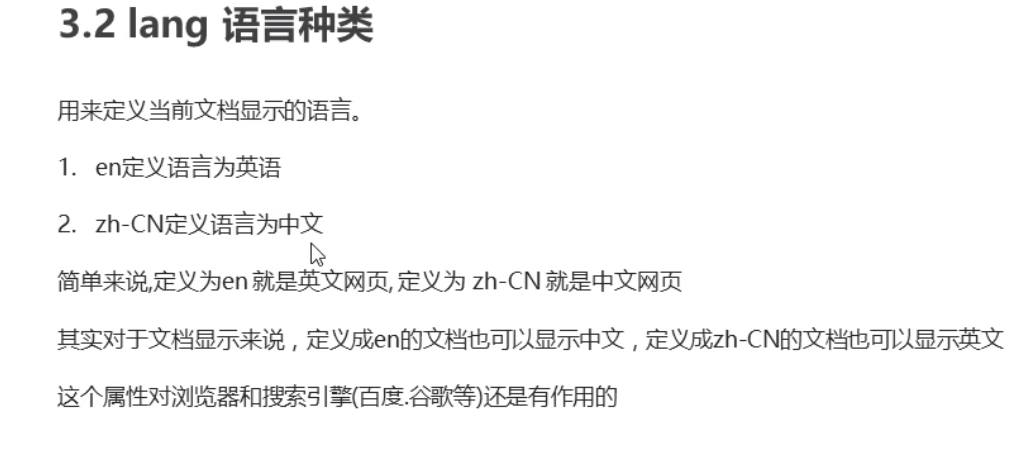 3.2 lang 语言种类
用来定义当前文档显示的语言。
1. en定义语言为英语
2. zh-CN定义语言为中文
简单来说,定义为en 就是英文网页, 定义为 zh-CN 就是中文网页
其实对于文档显示来说，定义成en的文档也可以显示中文，定义成zh-CN的文档也可以显示英文
这个属性对浏览器和搜索引擎(百度.谷歌等)还是有作用的